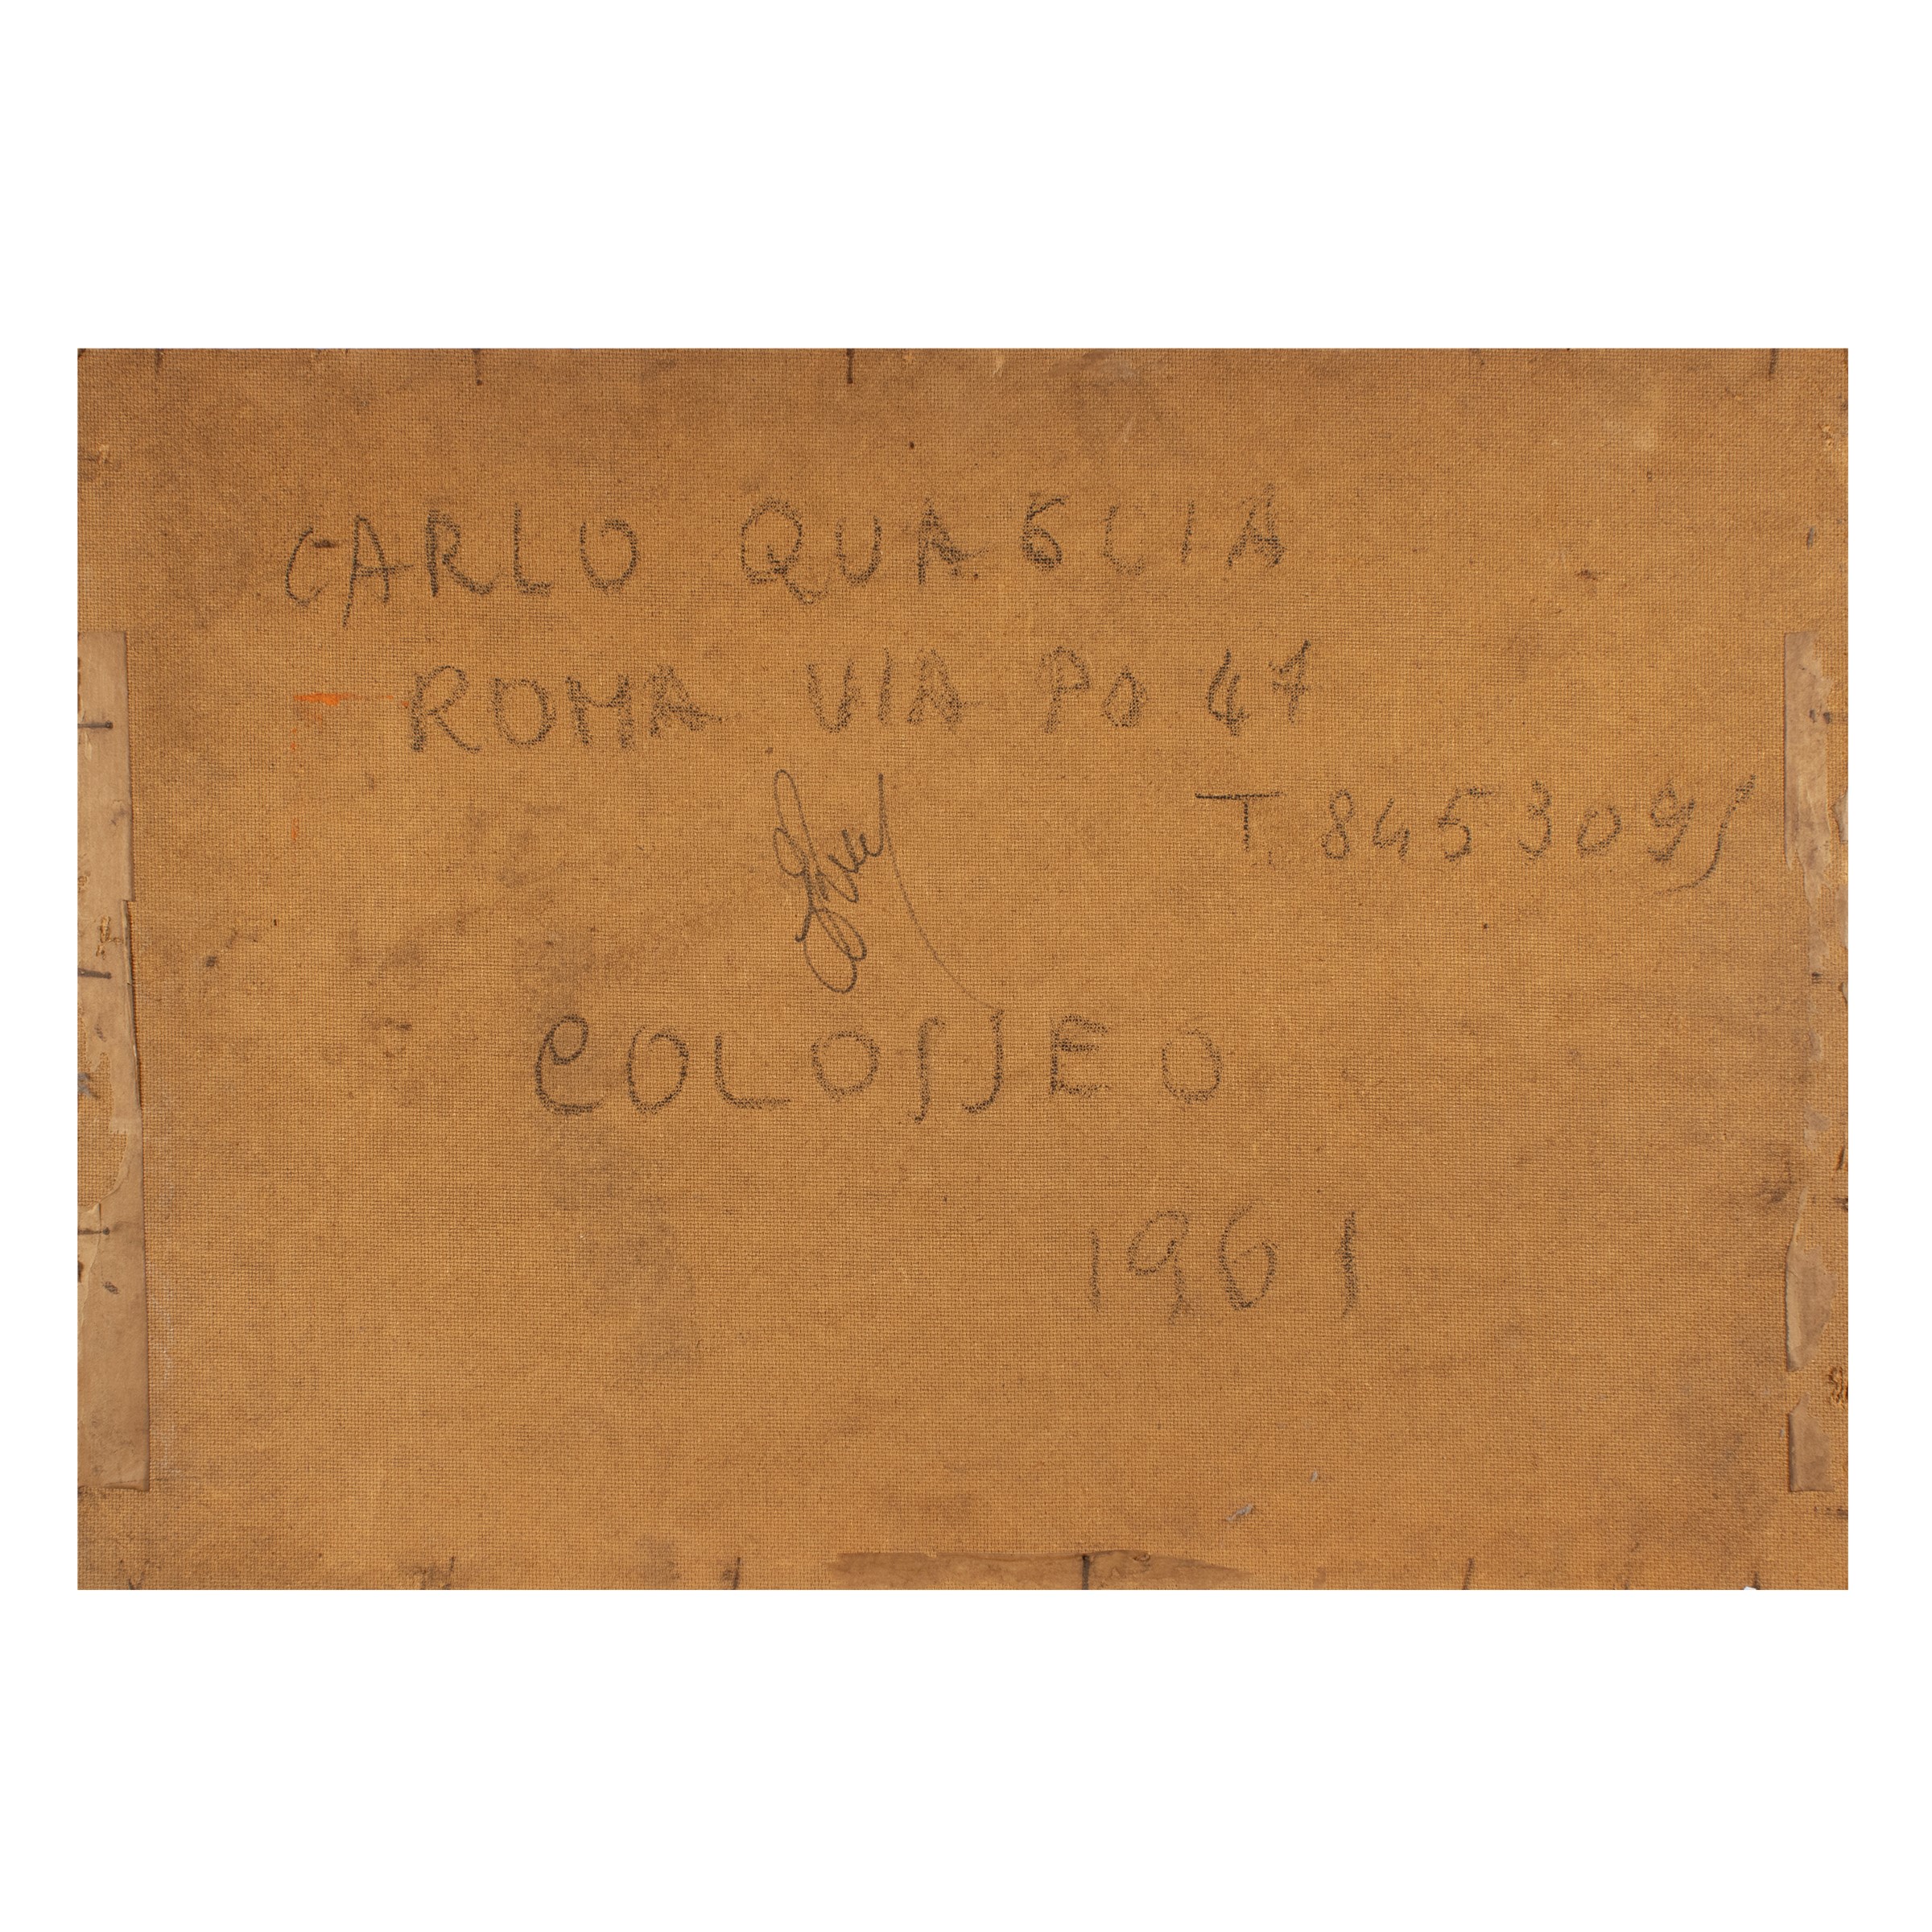 CARLO QUAGLIA
ROMA VIA PO 47
T. 845309
COLOSSEO
1961